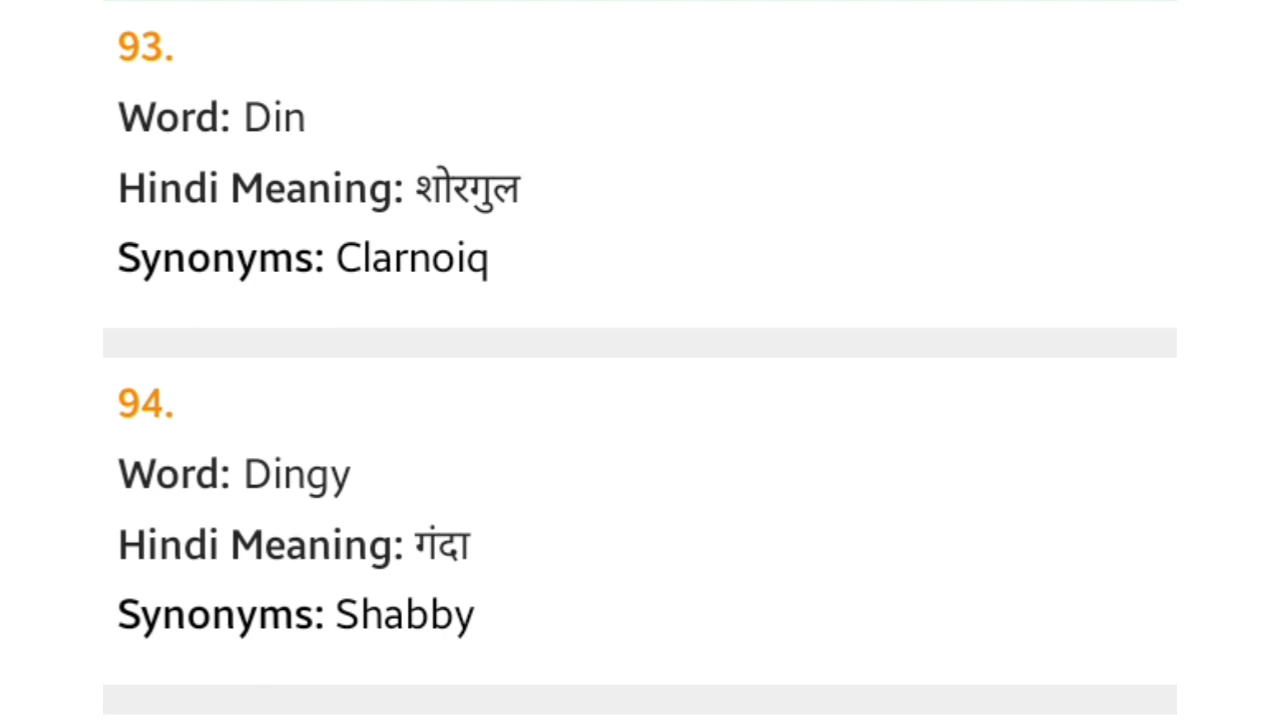 93.
Word: Din
Hindi Meaning: शोरगुल
Synonyms: Clarnoiq
94.
Word: Dingy
Hindi Meaning: गंदा
Synonyms: Shabby